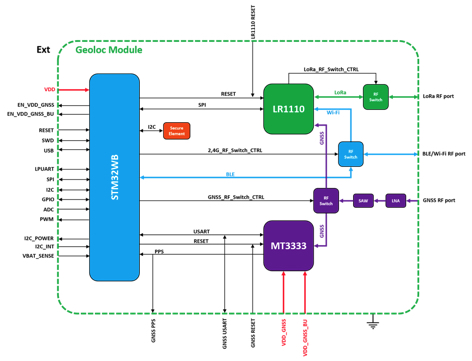 LR1110 RESET
Ext
Geoloc Module
LoRa_RF_Switch_CTRL
VDD
RESET
LR1110
LoRa
RF
Switch
LoRa RF port
EN_VDD_GNSS
EN_VDD_GNSS_BU
SPI
Wi-Fi
RESET
SWD
USB
STM32WB
I2C
Secure
Element
GNSS
2,4G_RF_Switch_CTRL
RF
Switch
BLE/Wi-Fi RF port
LPUART
SPI
I2C
GPIO
ADC
PWM
BLE
GNSS_RF_Switch_CTRL
RF
Switch
SAW
LNA
GNSS RF port
I2C_POWER
I2C_INT
VBAT_SENSE
USART
RESET
PPS
MT3333
GNSS
GNSS PPS
GNSS USART
GNSS RESET
VDD_GNSS
VDD_GNSS_BU